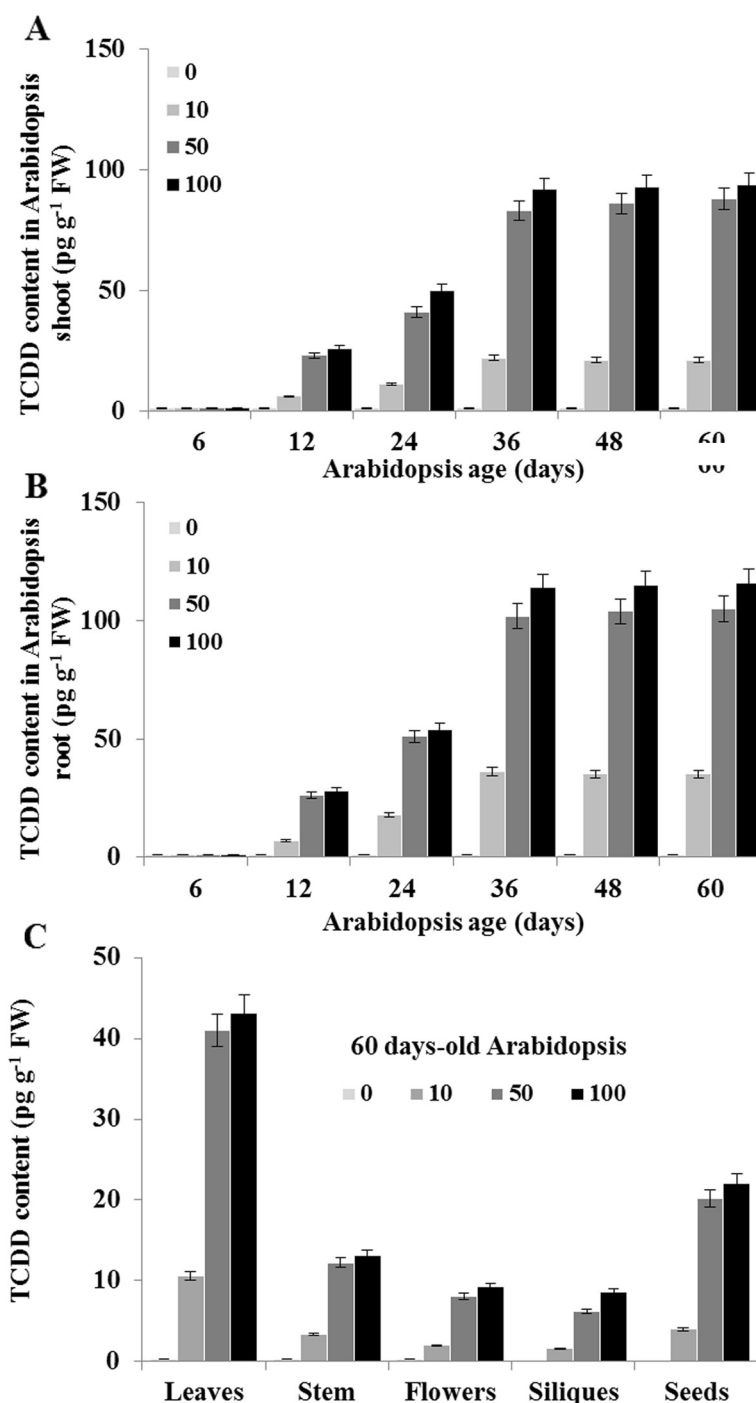 A
150
100
50
0
TCDD content in Arabidopsis
shoot (pg g-1 FW)
0
10
50
100
6 12 24 36 48 60
Arabidopsis age (days)
B
150
100
50
0
TCDD content in Arabidopsis
root (pg g-1 FW)
0
10
50
100
6 12 24 36 48 60
Arabidopsis age (days)
C
50
40
30
20
10
0
TCDD content (pg g-1 FW)
60 days-old Arabidopsis
0 10 50 100
Leaves Stem Flowers Siliques Seeds